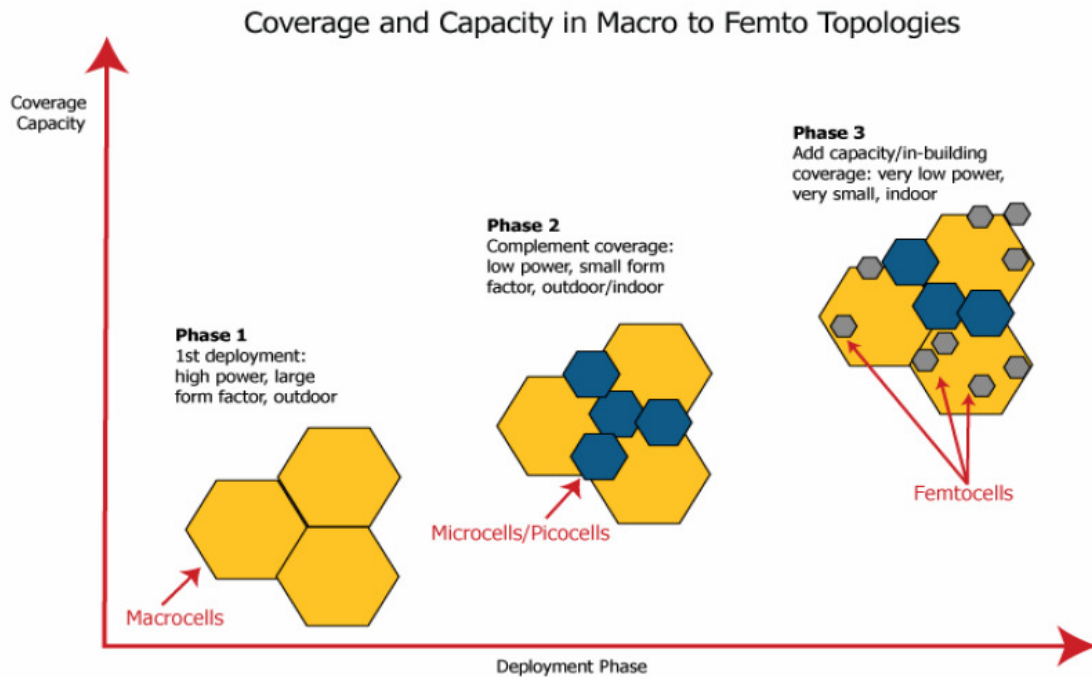 Coverage and Capacity in Macro to Femto Topologies
Coverage
Capacity
Phase 3
Add capacity/in-building
coverage: very low power,
very small, indoor
Phase 2
Complement coverage:
low power, small form
factor, outdoor/indoor
Phase 1
1st deployment:
high power, large
form factor, outdoor
Femtocells
Microcells/Picocells
Macrocells
Deployment Phase